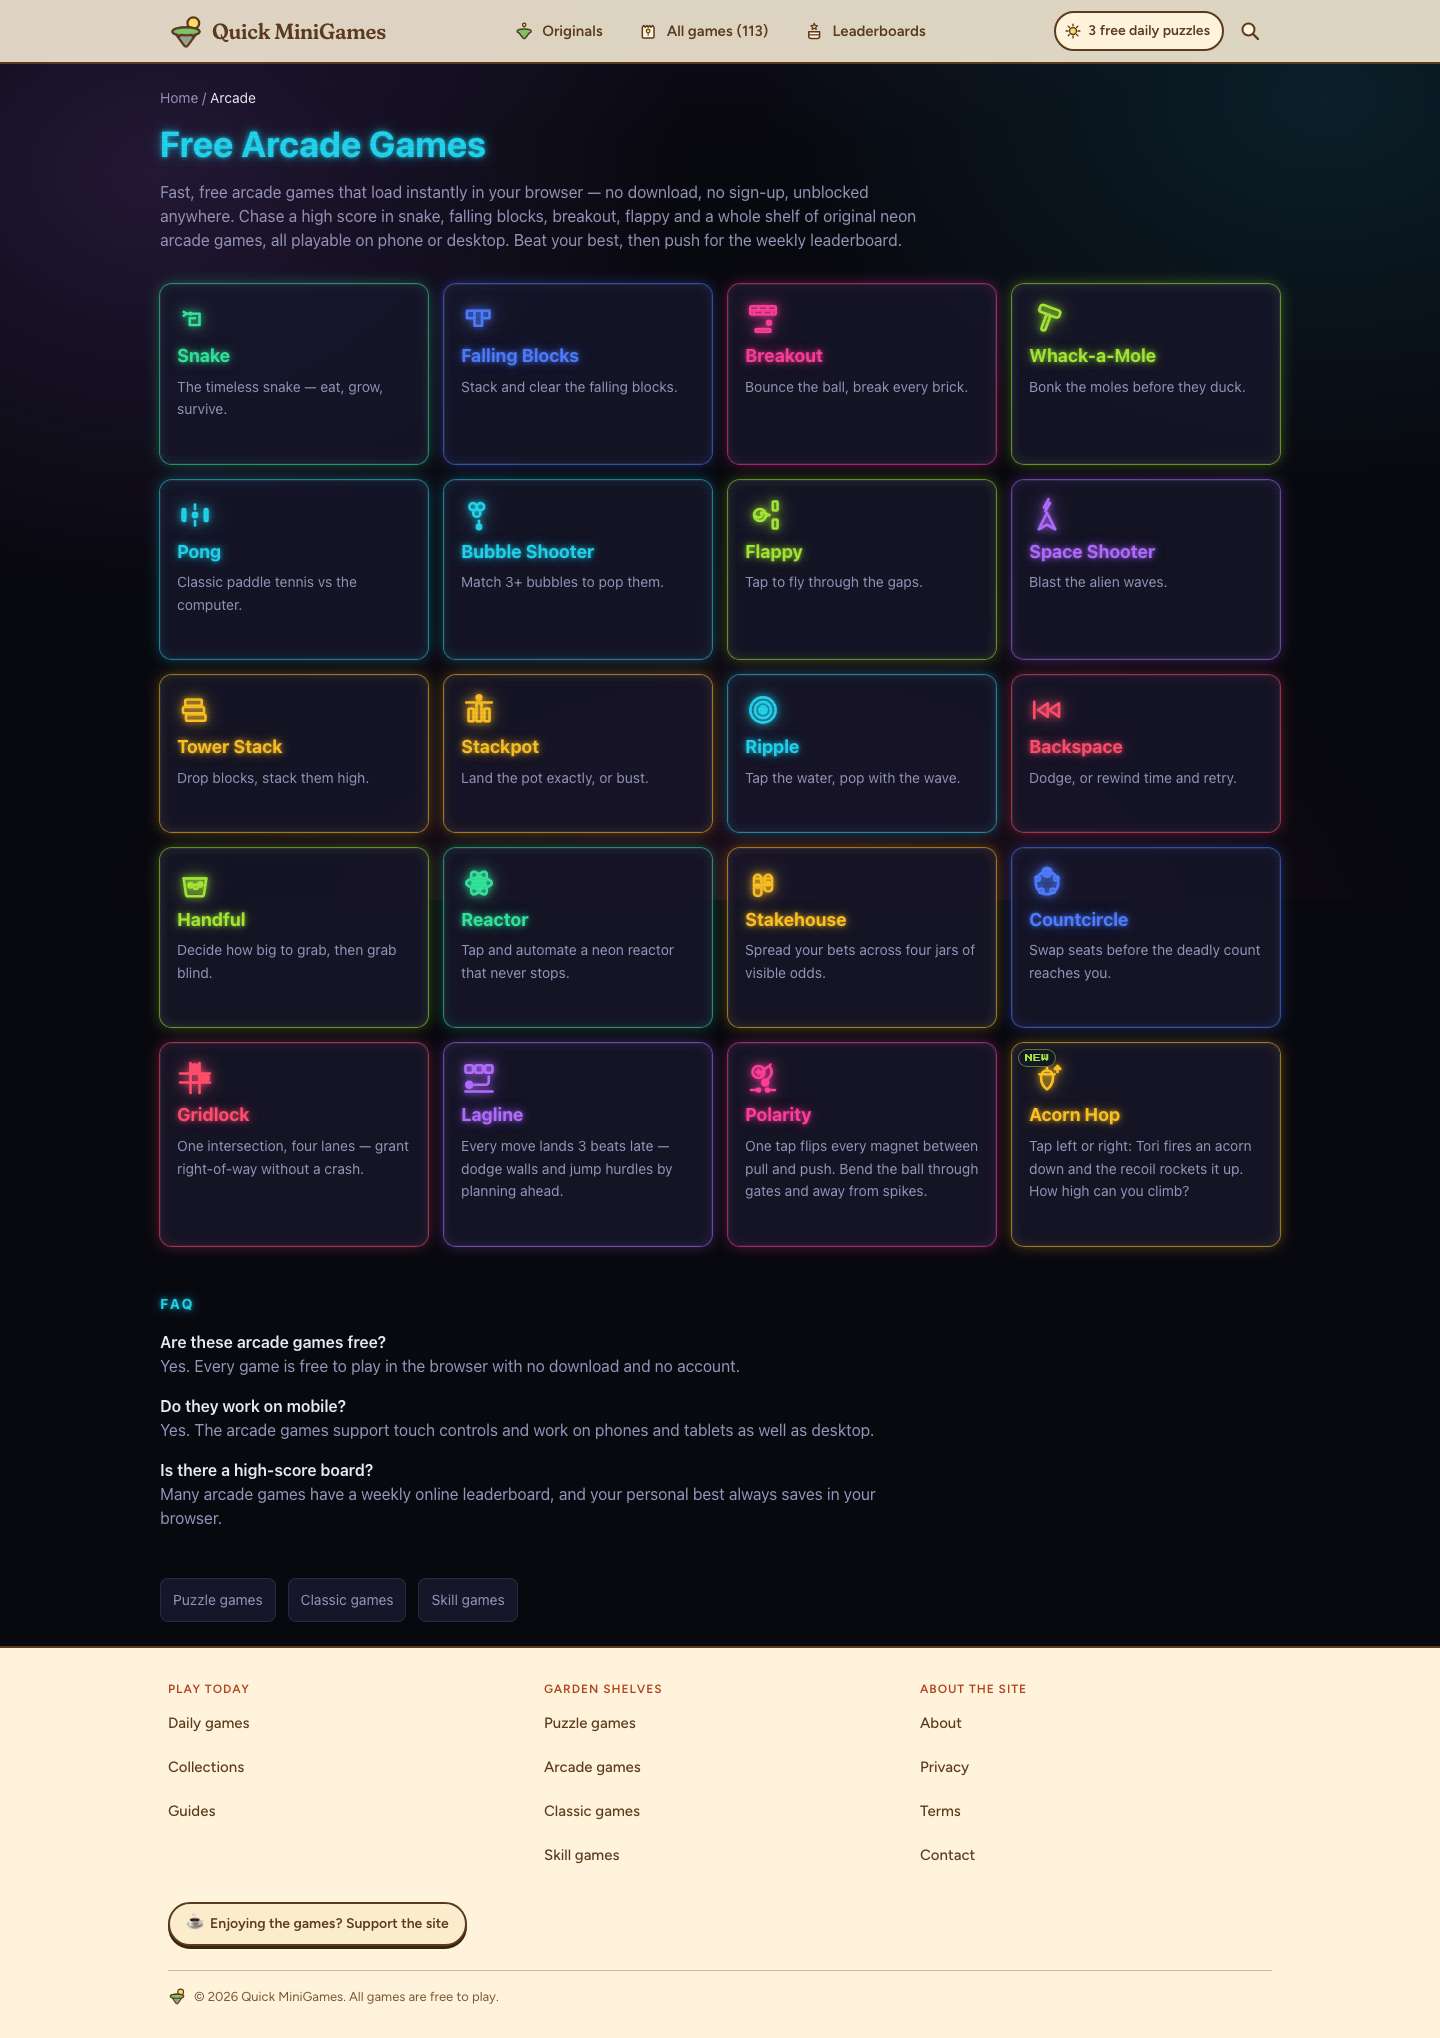 Quick MiniGames
Originals
All games (113)
Leaderboards
3 free daily puzzles
Home / Arcade
Free Arcade Games
Fast, free arcade games that load instantly in your browser — no download, no sign-up, unblocked
anywhere. Chase a high score in snake, falling blocks, breakout, flappy and a whole shelf of original neon
arcade games, all playable on phone or desktop. Beat your best, then push for the weekly leaderboard.
Snake
The timeless snake — eat, grow,
survive.
Falling Blocks
Stack and clear the falling blocks.
Breakout
Bounce the ball, break every brick.
Whack-a-Mole
Bonk the moles before they duck.
Pong
Classic paddle tennis vs the
computer.
Bubble Shooter
Match 3+ bubbles to pop them.
Flappy
Tap to fly through the gaps.
Space Shooter
Blast the alien waves.
Tower Stack
Drop blocks, stack them high.
Stackpot
Land the pot exactly, or bust.
Ripple
Tap the water, pop with the wave.
Backspace
Dodge, or rewind time and retry.
Handful
Decide how big to grab, then grab
blind.
Reactor
Tap and automate a neon reactor
that never stops.
Stakehouse
Spread your bets across four jars of
visible odds.
Countcircle
Swap seats before the deadly count
reaches you.
Gridlock
One intersection, four lanes — grant
right-of-way without a crash.
Lagline
Every move lands 3 beats late —
dodge walls and jump hurdles by
planning ahead.
Polarity
One tap flips every magnet between
pull and push. Bend the ball through
gates and away from spikes.
NEW
Acorn Hop
Tap left or right: Tori fires an acorn
down and the recoil rockets it up.
How high can you climb?
FAQ
Are these arcade games free?
Yes. Every game is free to play in the browser with no download and no account.
Do they work on mobile?
Yes. The arcade games support touch controls and work on phones and tablets as well as desktop.
Is there a high-score board?
Many arcade games have a weekly online leaderboard, and your personal best always saves in your
browser.
Puzzle games
Classic games
Skill games
PLAY TODAY
Daily games
Collections
Guides
GARDEN SHELVES
Puzzle games
Arcade games
Classic games
Skill games
ABOUT THE SITE
About
Privacy
Terms
Contact
Enjoying the games? Support the site
© 2026 Quick MiniGames. All games are free to play.